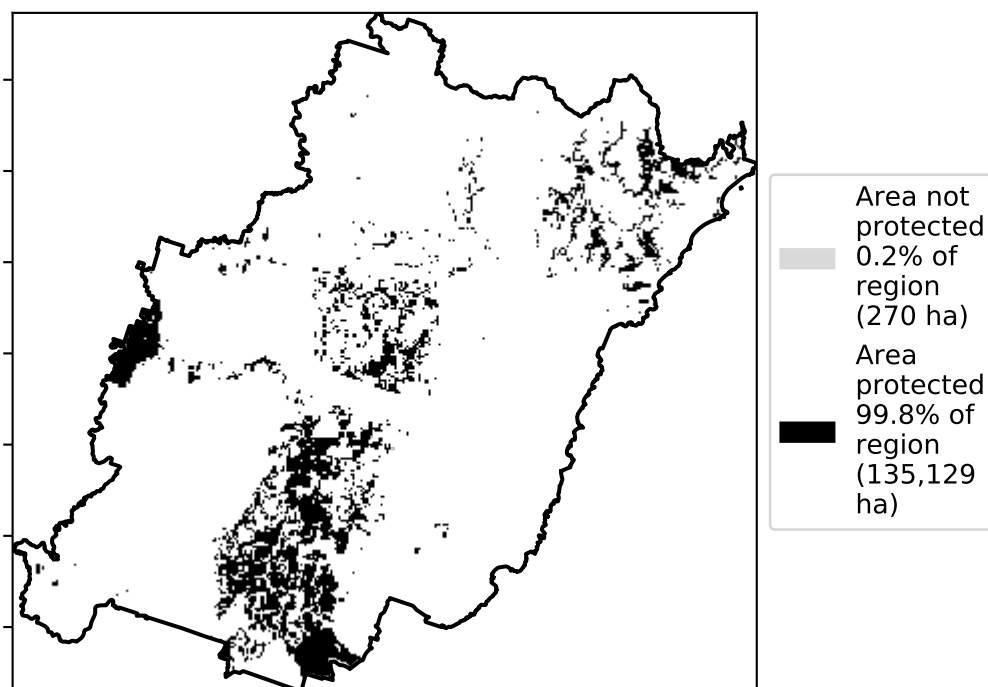 Area not
protected
0.2% of
region
(270 ha)
Area
protected
99.8% of
region
(135,129
ha)